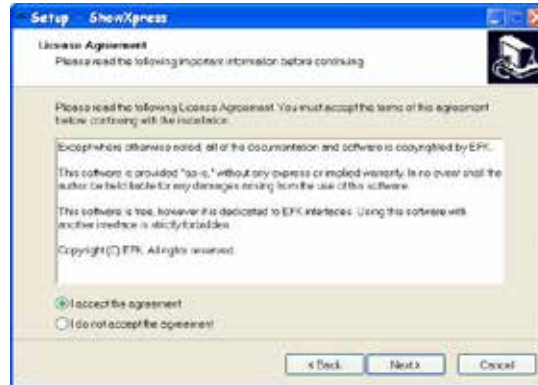 Setup - ShowXpress
License Agreement
Please read the following important information before continuing.
Please read the following License Agreement. You must accept the terms of this agreement
before continuing with the installation.
Except where otherwise noted, all of the documentation and software is copyrighted by EFK.
This software is provided "as-is," without any express or implied warranty. In no event shall the
author be held liable for any damages arising from the use of this software.
This software is free, however it is dedicated to EFK interfaces. Using this software with
another interface is strictly forbidden.
Copyright (C) EFK. All rights reserved.
I accept the agreement
I do not accept the agreement
< Back
Next >
Cancel